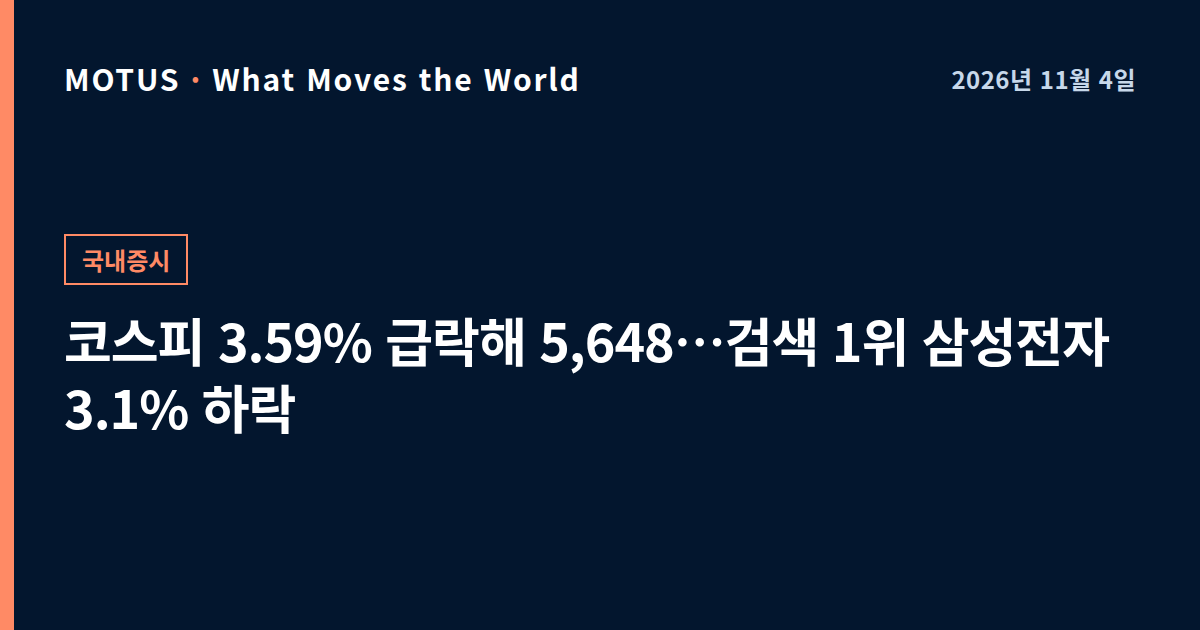 MOTUS · What Moves the World
2026년 11월 4일
국내증시
코스피 3.59% 급락해 5,648…검색 1위 삼성전자
3.1% 하락